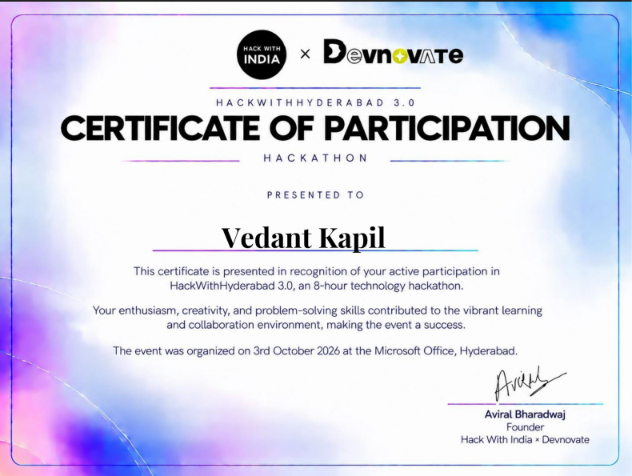 HACK WITH
INDIA × Devnovate
HACKWITHHYDERABAD 3.0
CERTIFICATE OF PARTICIPATION
HACKATHON
PRESENTED TO
Vedant Kapil
This certificate is presented in recognition of your active participation in
HackWithHyderabad 3.0, an 8-hour technology hackathon.
Your enthusiasm, creativity, and problem-solving skills contributed to the vibrant learning
and collaboration environment, making the event a success.
The event was organized on 3rd October 2026 at the Microsoft Office, Hyderabad.
Aviral
Aviral Bharadwaj
Founder
Hack With India × Devnovate